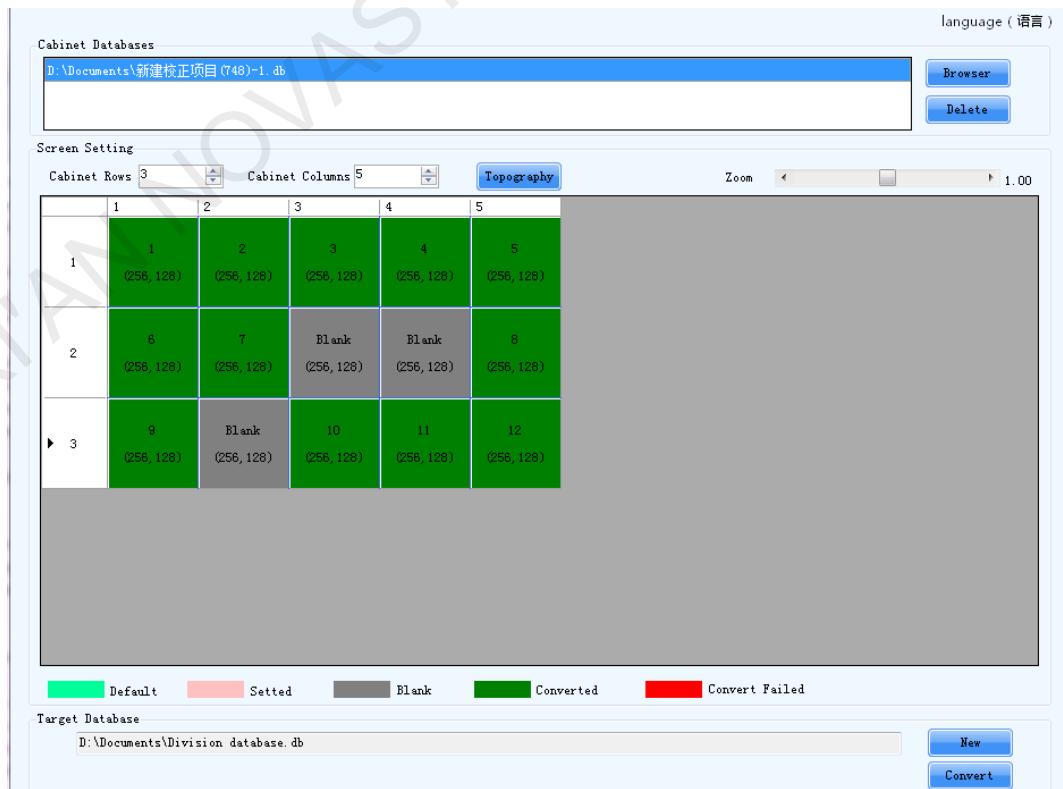 language ( 语言 )
Cabinet Databases
D:\Documents\新建校正项目(748)-1.db
Browser
Delete
Screen Setting
Cabinet Rows 3 Cabinet Columns 5 Topography Zoom 1.00
1 2 3 4 5
1 2 3 4 5
1
(256, 128) (256, 128) (256, 128) (256, 128) (256, 128)
6 7 Blank Blank 8
2
(256, 128) (256, 128) (256, 128) (256, 128) (256, 128)
9 Blank 10 11 12
3
(256, 128) (256, 128) (256, 128) (256, 128) (256, 128)
Default Setted Blank Converted Convert Failed
Target Database
D:\Documents\Division database.db
New
Convert